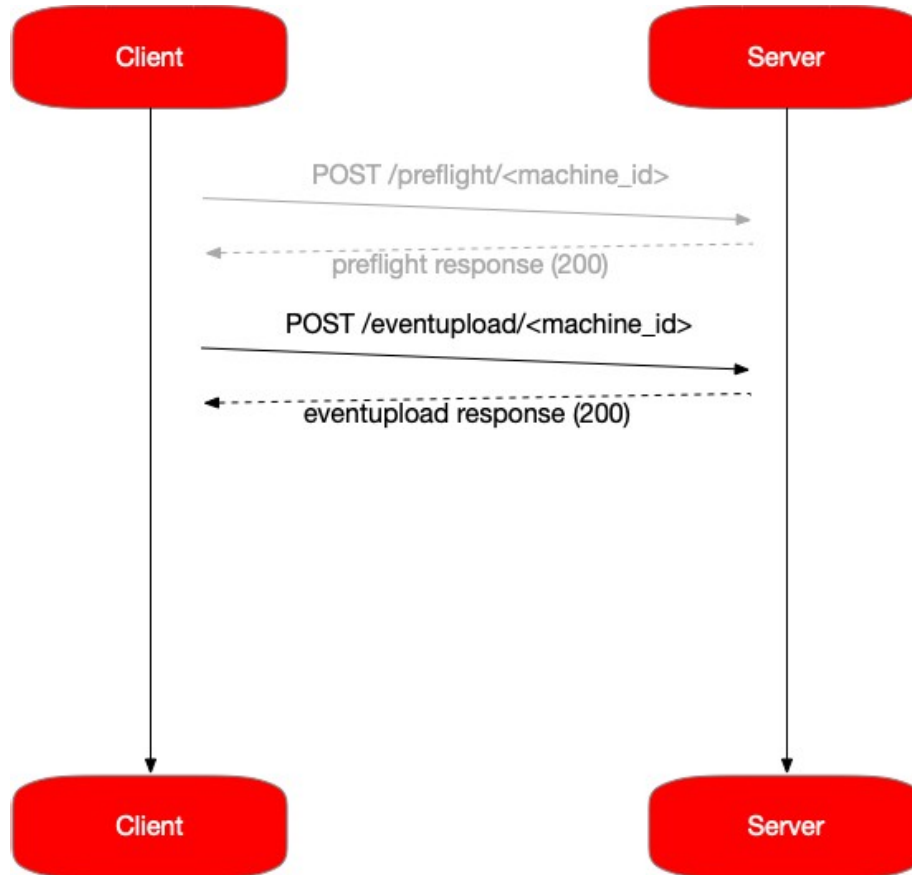 Client
Server
POST /preflight/<machine_id>
preflight response (200)
POST /eventupload/<machine_id>
eventupload response (200)
Client
Server